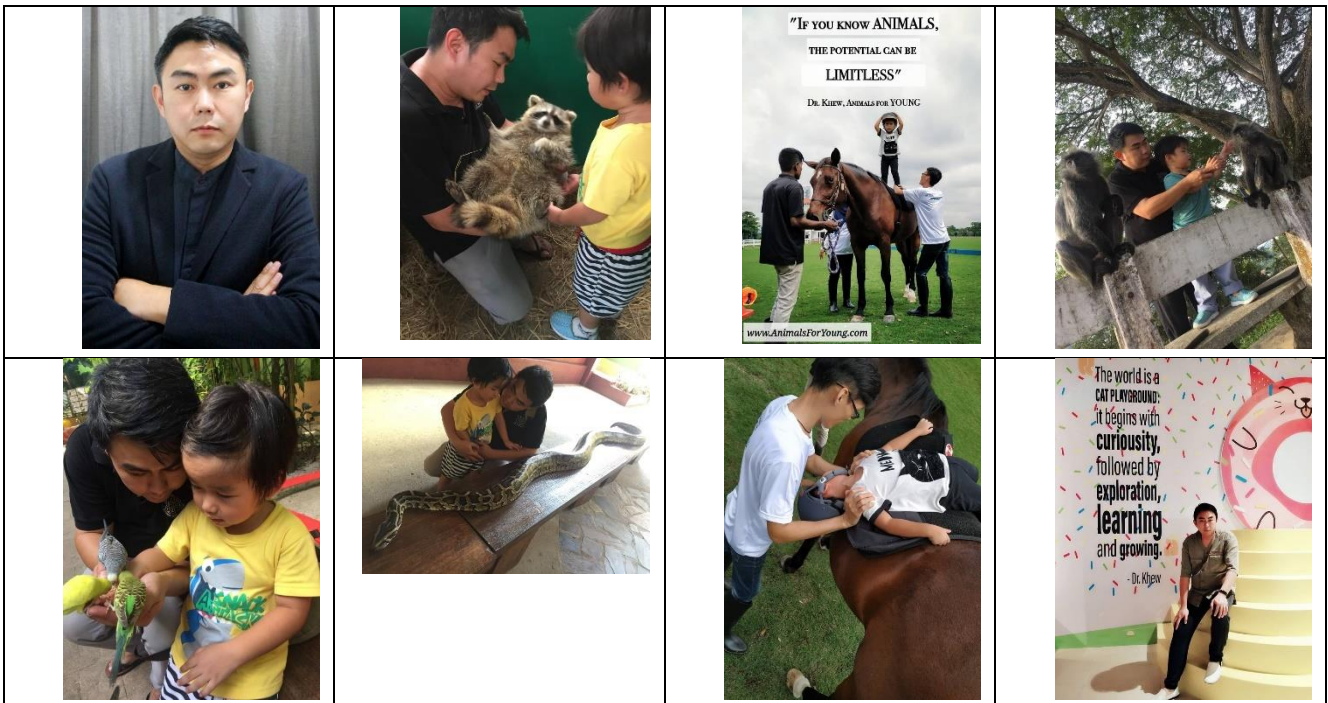 "If you know ANIMALS,
THE POTENTIAL CAN BE
LIMITLESS"
Dr. Khew, Animals for YOUNG
www.AnimalsForYoung.com
The world is a
CAT PLAYGROUND:
it begins with
curiousity,
followed by
exploration,
learning
and growing.
- Dr. Khew